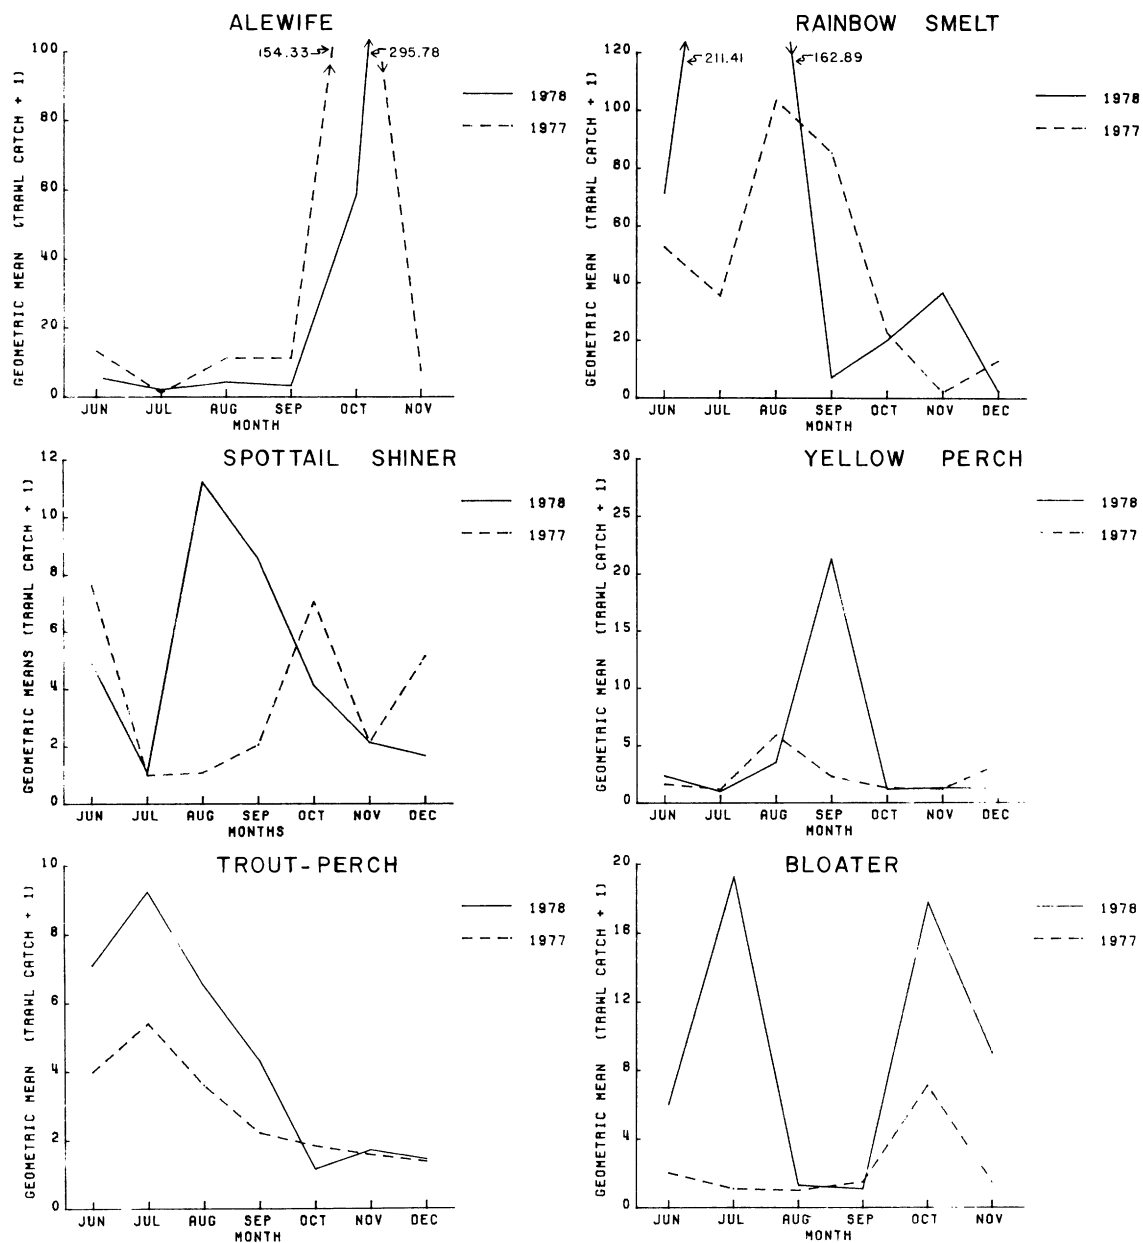 ALEWIFE
GEOMETRIC MEAN (TRAWL CATCH + 1)
100
80
60
40
20
0
154.33
295.78
1978
1977
JUN JUL AUG SEP OCT NOV
MONTH
RAINBOW SMELT
GEOMETRIC MEAN (TRAWL CATCH + 1)
120
100
80
60
40
20
0
211.41
162.89
1978
1977
JUN JUL AUG SEP OCT NOV DEC
MONTH
SPOTTAIL SHINER
GEOMETRIC MEANS (TRAWL CATCH + 1)
12
10
8
6
4
2
0
1978
1977
JUN JUL AUG SEP OCT NOV DEC
MONTHS
YELLOW PERCH
GEOMETRIC MEAN (TRAWL CATCH + 1)
30
25
20
15
10
5
0
1978
1977
JUN JUL AUG SEP OCT NOV DEC
MONTH
TROUT-PERCH
GEOMETRIC MEAN (TRAWL CATCH + 1)
10
8
6
4
2
0
1978
1977
JUN JUL AUG SEP OCT NOV DEC
MONTH
BLOATER
GEOMETRIC MEAN (TRAWL CATCH + 1)
20
18
12
8
4
0
1978
1977
JUN JUL AUG SEP OCT NOV
MONTH